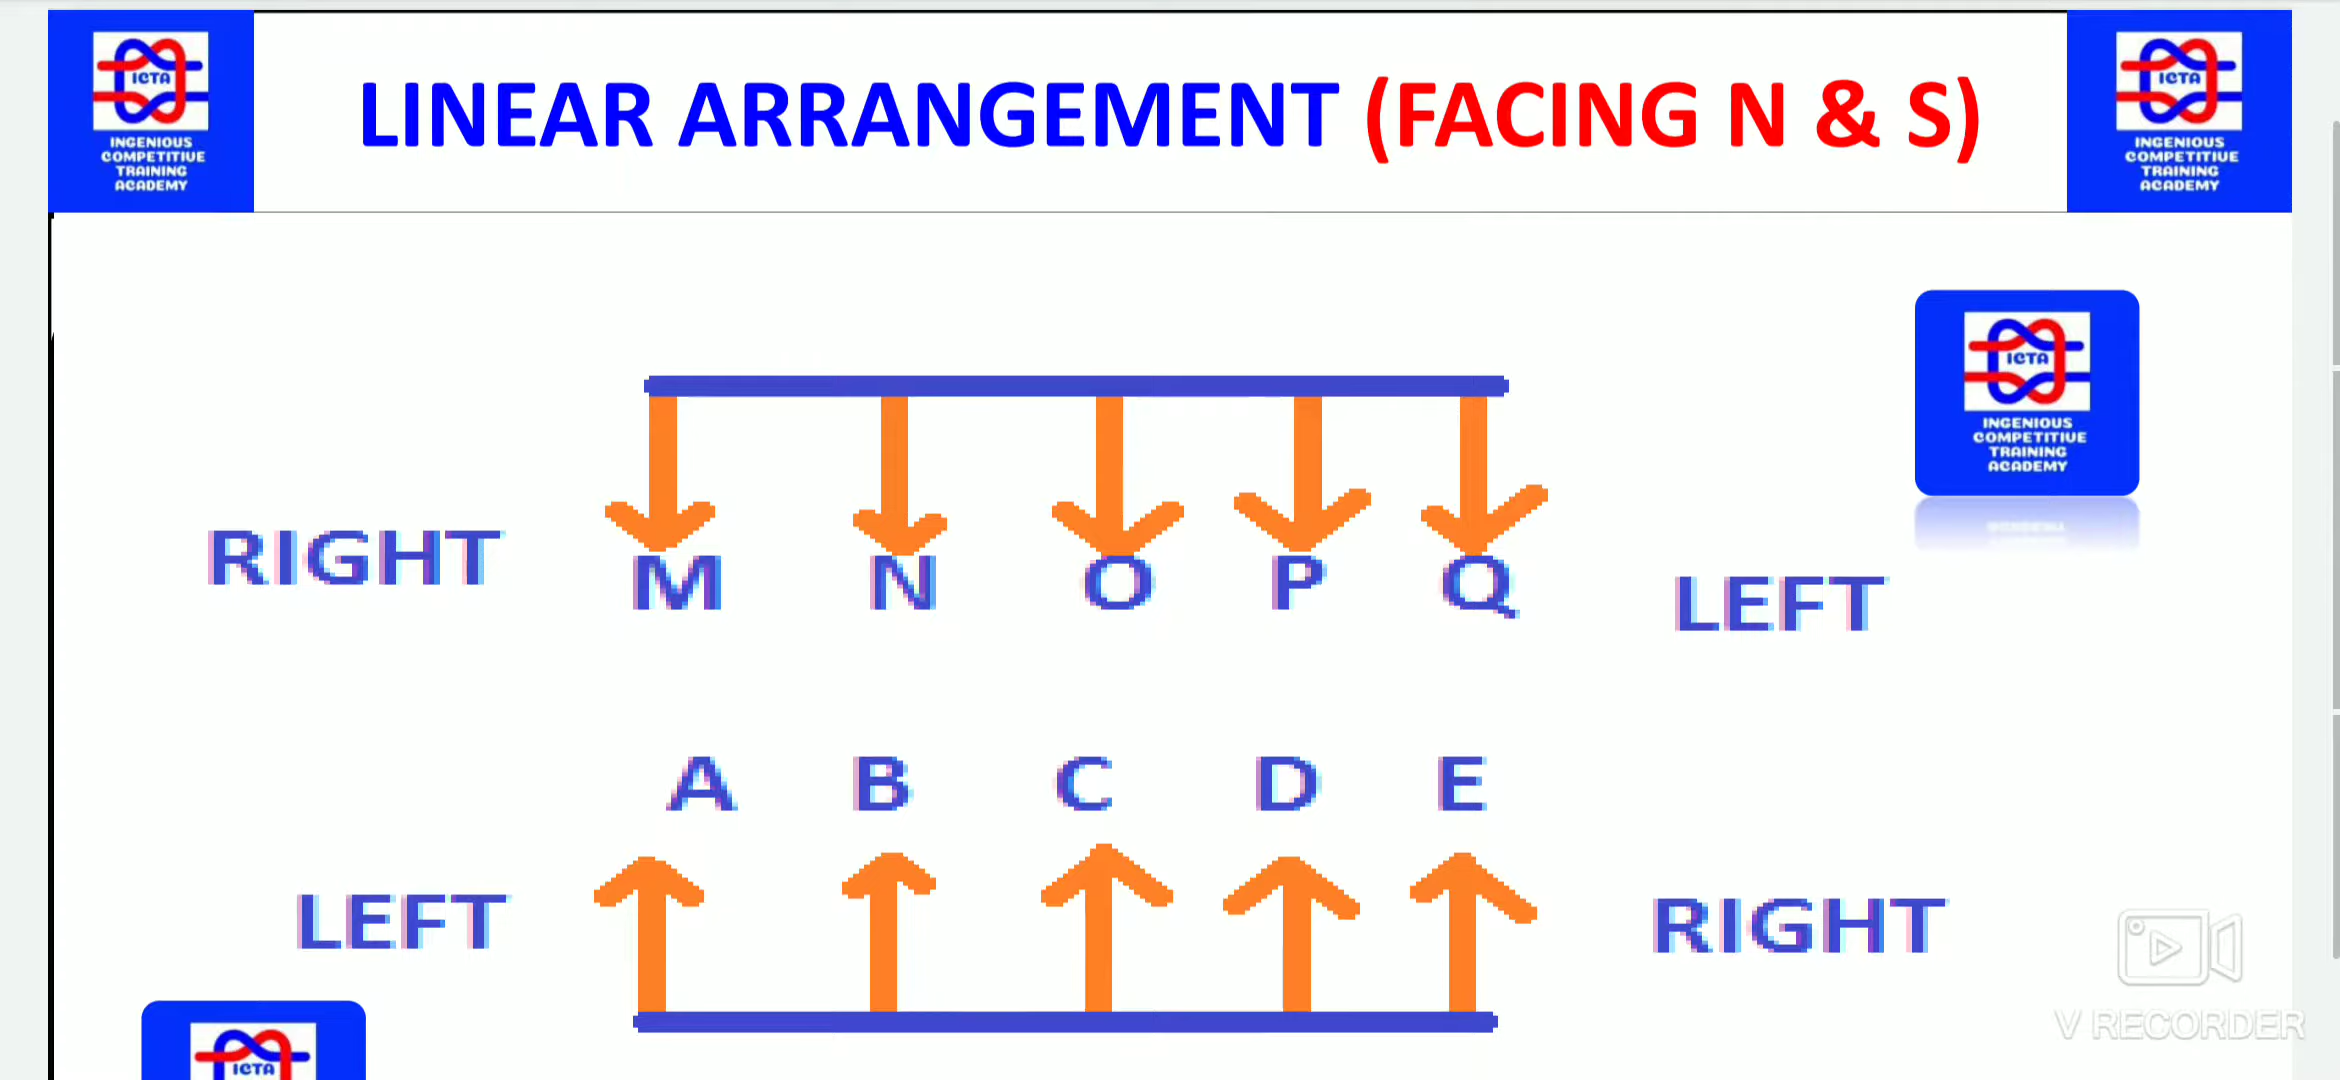 ICTA
INGENIOUS
COMPETITIVE
TRAINING
ACADEMY
LINEAR ARRANGEMENT (FACING N & S)
ICTA
INGENIOUS
COMPETITIVE
TRAINING
ACADEMY
ICTA
INGENIOUS
COMPETITIVE
TRAINING
ACADEMY
RIGHT M N O P Q LEFT
A B C D E
LEFT RIGHT
V RECORDER
ICTA